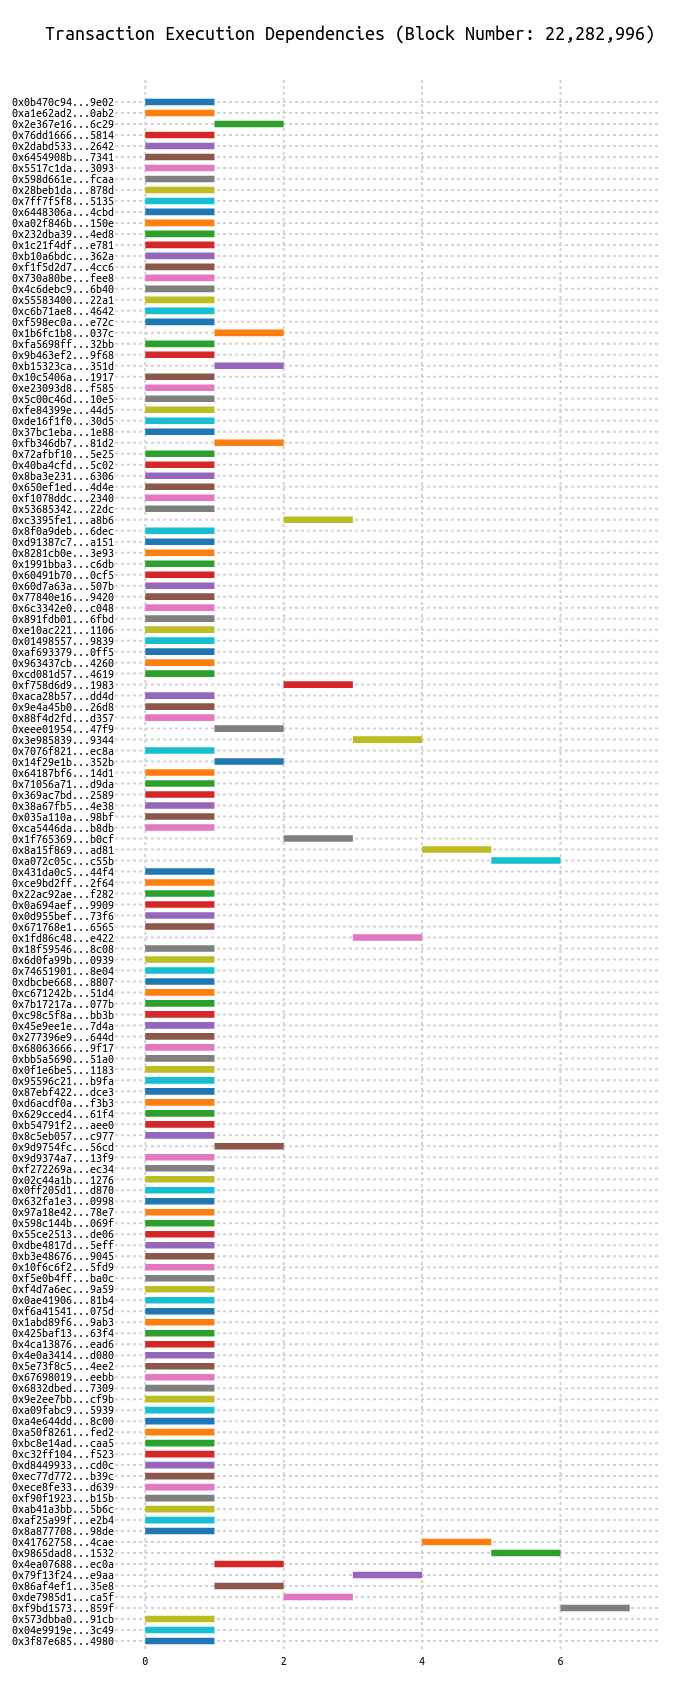 Transaction Execution Dependencies (Block Number: 22,282,996)
0x0b470c94...9e02
0xa1e62ad2...0ab2
0x2e367e16...6c29
0x76dd1666...5814
0x2dabd533...2642
0x6454908b...7341
0x5517c1da...3093
0x598d661e...fcaa
0x28beb1da...878d
0x7ff7f5f8...5135
0x6448306a...4cbd
0xa02f846b...150e
0x232dba39...4ed8
0x1c21f4df...e781
0xb10a6bdc...362a
0xf1f5d2d7...4cc6
0x730a80be...fee8
0x4c6debc9...6b40
0x55583400...22a1
0xc6b71ae8...4642
0xf598ec0a...e72c
0x1b6fc1b8...037c
0xfa5698ff...32bb
0x9b463ef2...9f68
0xb15323ca...351d
0x10c5406a...1917
0xe23093d8...f585
0x5c00c46d...10e5
0xfe84399e...44d5
0xde16f1f0...30d5
0x37bc1eba...1e88
0xfb346db7...81d2
0x72afbf10...5e25
0x40ba4cfd...5c02
0x8ba3e231...6306
0x650ef1ed...4d4e
0xf1078ddc...2340
0x53685342...22dc
0xc3395fe1...a8b6
0x8f0a9deb...6dec
0xd91387c7...a151
0x8281cb0e...3e93
0x1991bba3...c6db
0x60491b70...0cf5
0x60d7a63a...507b
0x77840e16...9420
0x6c3342e0...c048
0x891fdb01...6fbd
0xe10ac221...1106
0x01498557...9839
0xaf693379...0ff5
0x963437cb...4260
0xcd081d57...4619
0xf758d6d9...1983
0xaca28b57...dd4d
0x9e4a45b0...26d8
0x88f4d2fd...d357
0xeee01954...47f9
0x3e985839...9344
0x7076f821...ec8a
0x14f29e1b...352b
0x64187bf6...14d1
0x71056a71...d9da
0x369ac7bd...2589
0x38a67fb5...4e38
0x035a110a...98bf
0xca5446da...b8db
0x1f765369...b0cf
0x8a15f869...ad81
0xa072c05c...c55b
0x431da0c5...44f4
0xce9bd2ff...2f64
0x22ac92ae...f282
0x0a694aef...9909
0x0d955bef...73f6
0x671768e1...6565
0x1fd86c48...e422
0x18f59546...8c08
0x6d0fa99b...0939
0x74651901...8e04
0xdbcbe668...8807
0xc671242b...51d4
0x7b17217a...077b
0xc98c5f8a...bb3b
0x45e9ee1e...7d4a
0x277396e9...644d
0x68063666...9f17
0xbb5a5690...51a0
0x0f1e6be5...1183
0x95596c21...b9fa
0x87ebf422...dce3
0xd6acdf0a...f3b3
0x629cced4...61f4
0xb54791f2...aee0
0x8c5eb057...c977
0x9d9754fc...56cd
0x9d9374a7...13f9
0xf272269a...ec34
0x02c44a1b...1276
0x0ff205d1...d870
0x632fa1e3...0998
0x97a18e42...78e7
0x598c144b...069f
0x55ce2513...de06
0xdbe4817d...5eff
0xb3e48676...9045
0x10f6c6f2...5fd9
0xf5e0b4ff...ba0c
0xf4d7a6ec...9a59
0x0ae41906...81b4
0xf6a41541...075d
0x1abd89f6...9ab3
0x425baf13...63f4
0x4ca13876...ead6
0x4e0a3414...d080
0x5e73f8c5...4ee2
0x67698019...eebb
0x6832dbed...7309
0x9e2ee7bb...cf9b
0xa09fabc9...5939
0xa4e644dd...8c00
0xa50f8261...fed2
0xbc8e14ad...caa5
0xc32ff104...f523
0xd8449933...cd0c
0xec77d772...b39c
0xece8fe33...d639
0xf90f1923...b15b
0xab41a3bb...5b6c
0xaf25a99f...e2b4
0x8a877708...98de
0x41762758...4cae
0x9865dad8...1532
0x4ea07688...ec0a
0x79f13f24...e9aa
0x86af4ef1...35e8
0xde7985d1...ca5f
0xf9bd1573...859f
0x573dbba0...91cb
0x04e9919e...3c49
0x3f87e685...4980
0 2 4 6